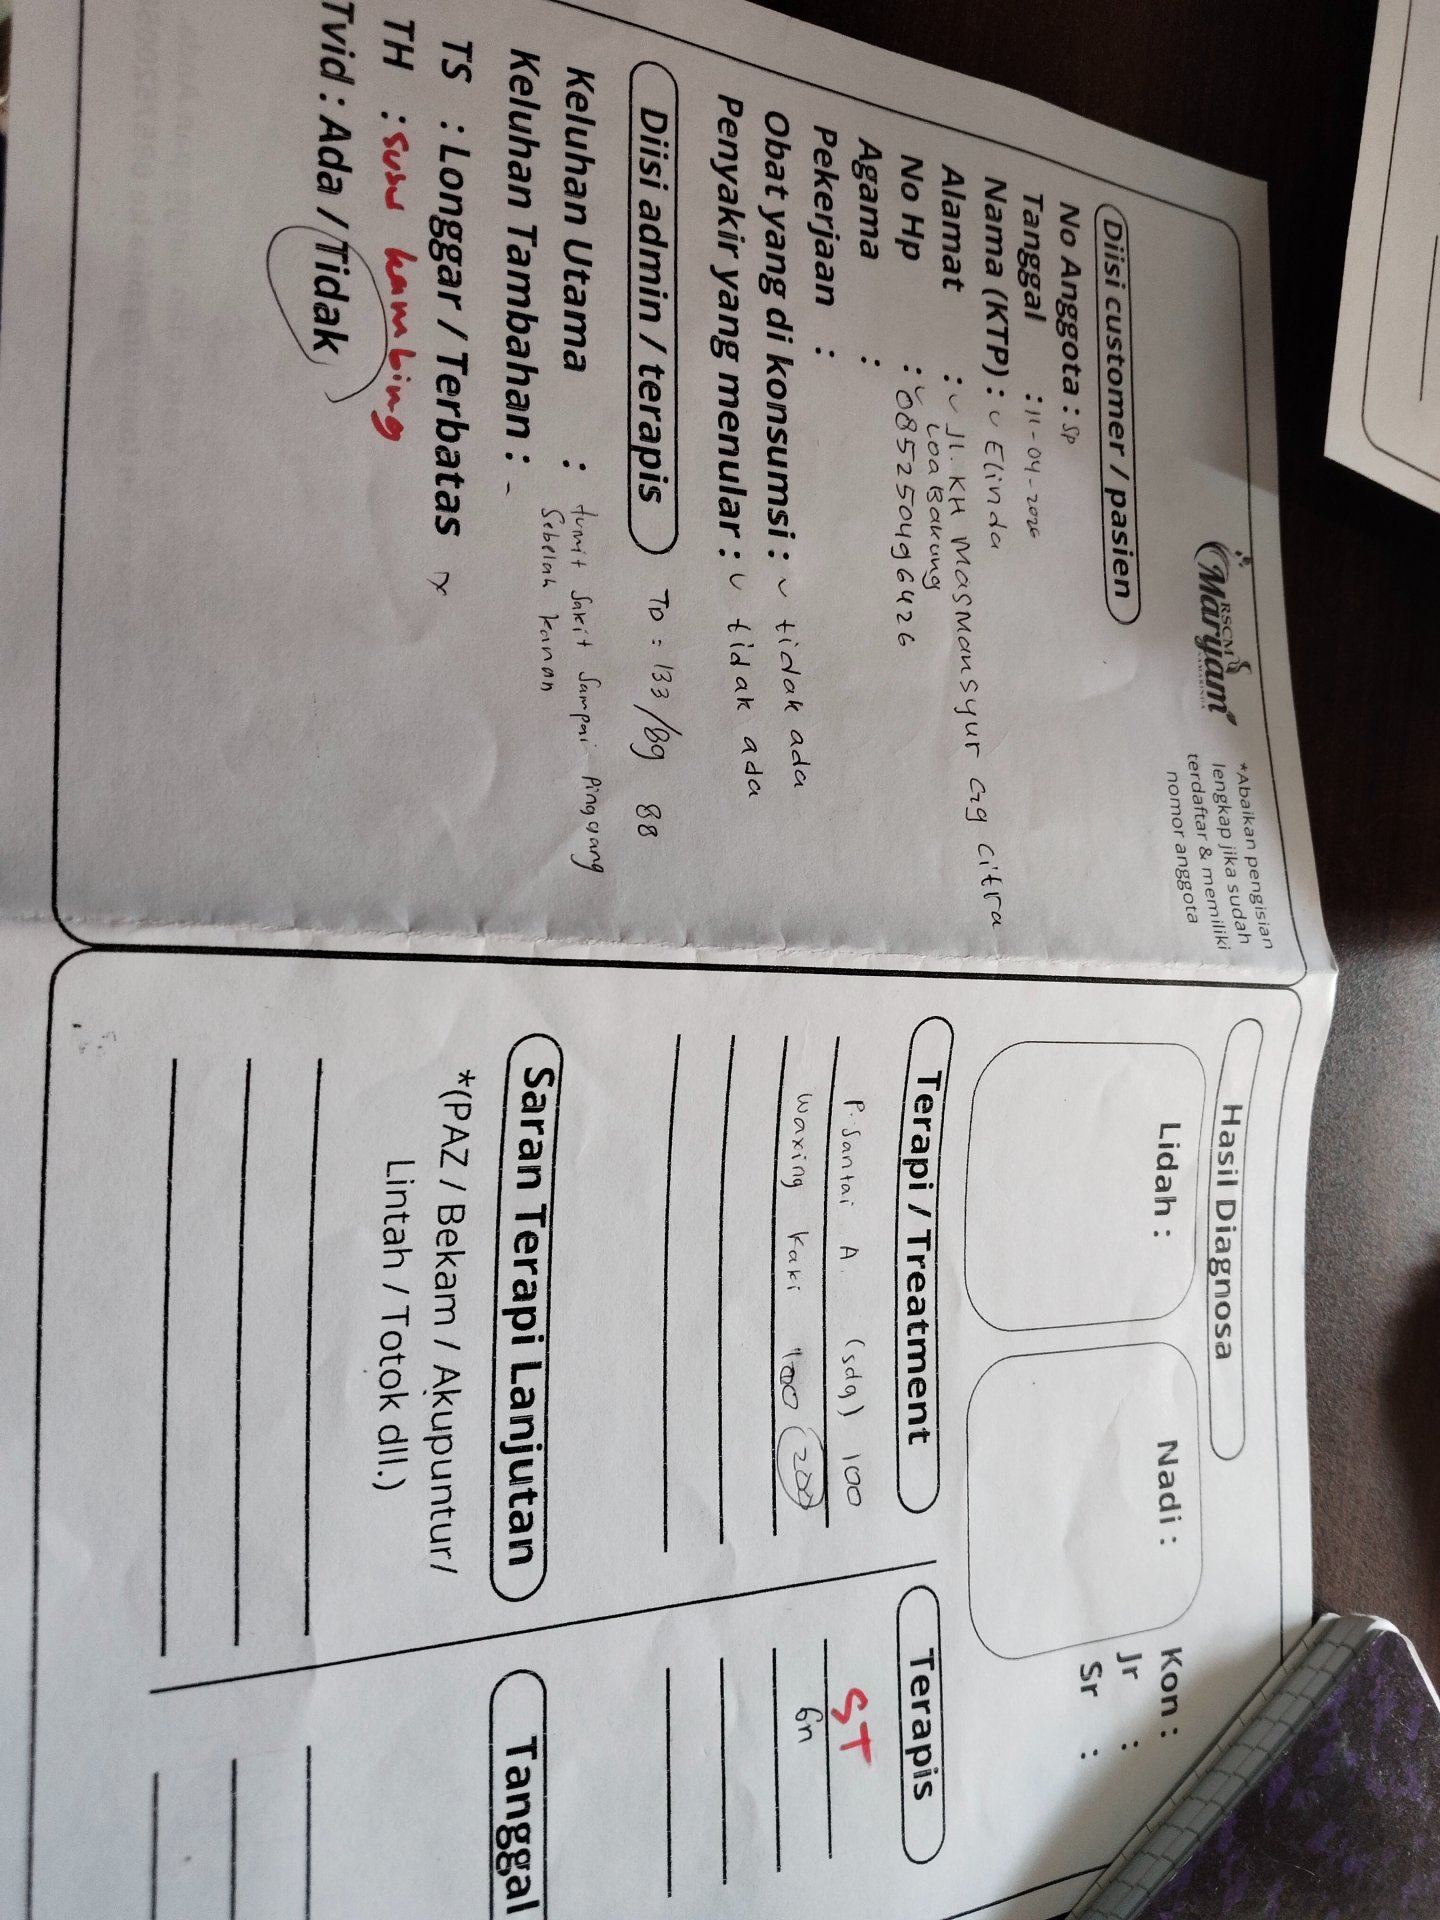 RSCM
Maryam
SAMARINDA
*Abaikan pengisian
lengkap jika sudah
terdaftar & memiliki
nomor anggota
Diisi customer / pasien
No Anggota : SP
Tanggal : 11-04-2026
Nama (KTP) : Elinda
Alamat : Jl. KH Masmansyur Gg citra
Loa Bakung
No Hp : 085250496426
Agama :
Pekerjaan :
Obat yang di konsumsi : tidak ada
Penyakir yang menular : tidak ada
Diisi admin / terapis TD = 133/89 88
Keluhan Utama : tumit sakit sampai pinggang
Sebelah kanan
Keluhan Tambahan : -
TS : Longgar / Terbatas
TH : susu kambing
Tvid : Ada / Tidak
Hasil Diagnosa
Lidah :
Nadi :
Kon :
Jr :
Sr :
Terapi / Treatment
P. Santai A. (sdg) 100
Waxing kaki 100 200
Terapis
ST
Gn
Saran Terapi Lanjutan
*(PAZ / Bekam / Akupuntur/
Lintah / Totok dll.)
Tanggal